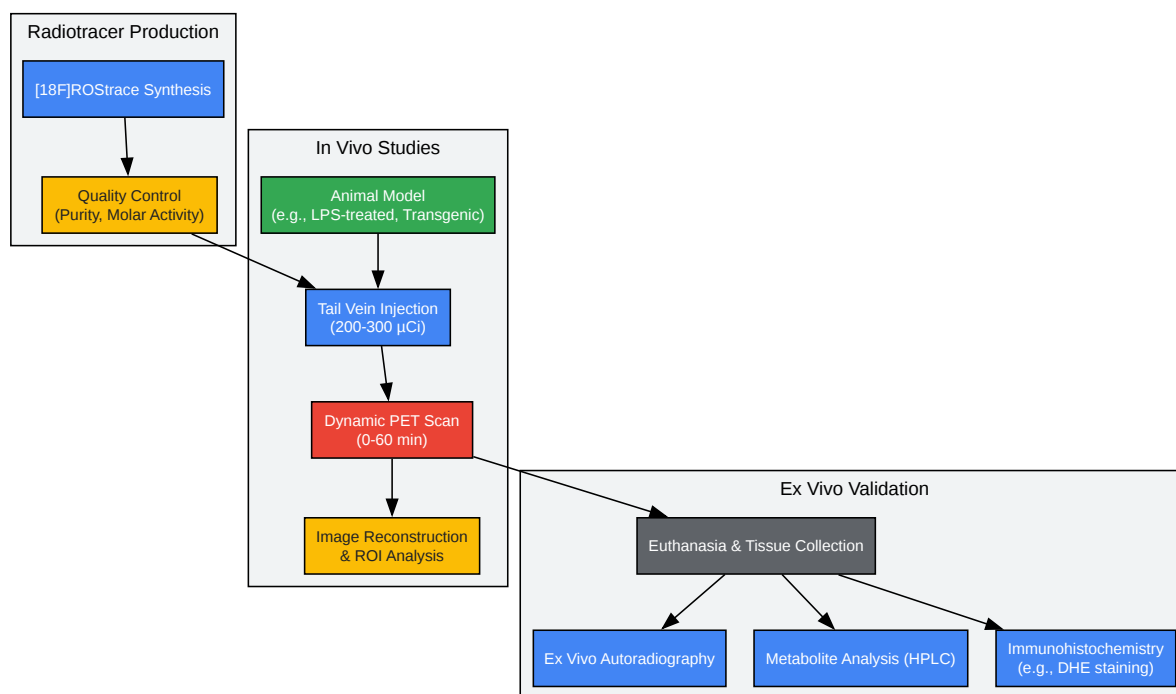 Radiotracer Production
[18F]ROStrace Synthesis
Quality Control
(Purity, Molar Activity)
In Vivo Studies
Animal Model
(e.g., LPS-treated, Transgenic)
Tail Vein Injection
(200-300 µCi)
Dynamic PET Scan
(0-60 min)
Image Reconstruction
& ROI Analysis
Ex Vivo Validation
Euthanasia & Tissue Collection
Ex Vivo Autoradiography
Metabolite Analysis (HPLC)
Immunohistochemistry
(e.g., DHE staining)